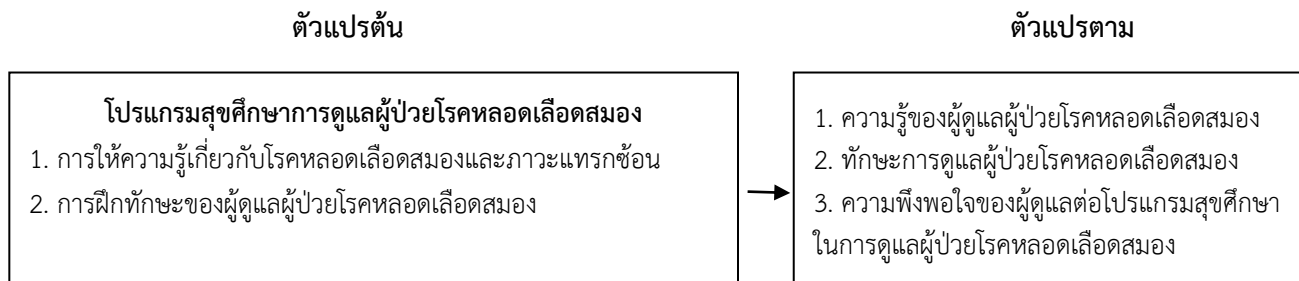 ตัวแปรต้น
ตัวแปรตาม
โปรแกรมสุขศึกษาการดูแลผู้ป่วยโรคหลอดเลือดสมอง
1. การให้ความรู้เกี่ยวกับโรคหลอดเลือดสมองและภาวะแทรกซ้อน
2. การฝึกทักษะของผู้ดูแลผู้ป่วยโรคหลอดเลือดสมอง
1. ความรู้ของผู้ดูแลผู้ป่วยโรคหลอดเลือดสมอง
2. ทักษะการดูแลผู้ป่วยโรคหลอดเลือดสมอง
3. ความพึงพอใจของผู้ดูแลต่อโปรแกรมสุขศึกษา
ในการดูแลผู้ป่วยโรคหลอดเลือดสมอง